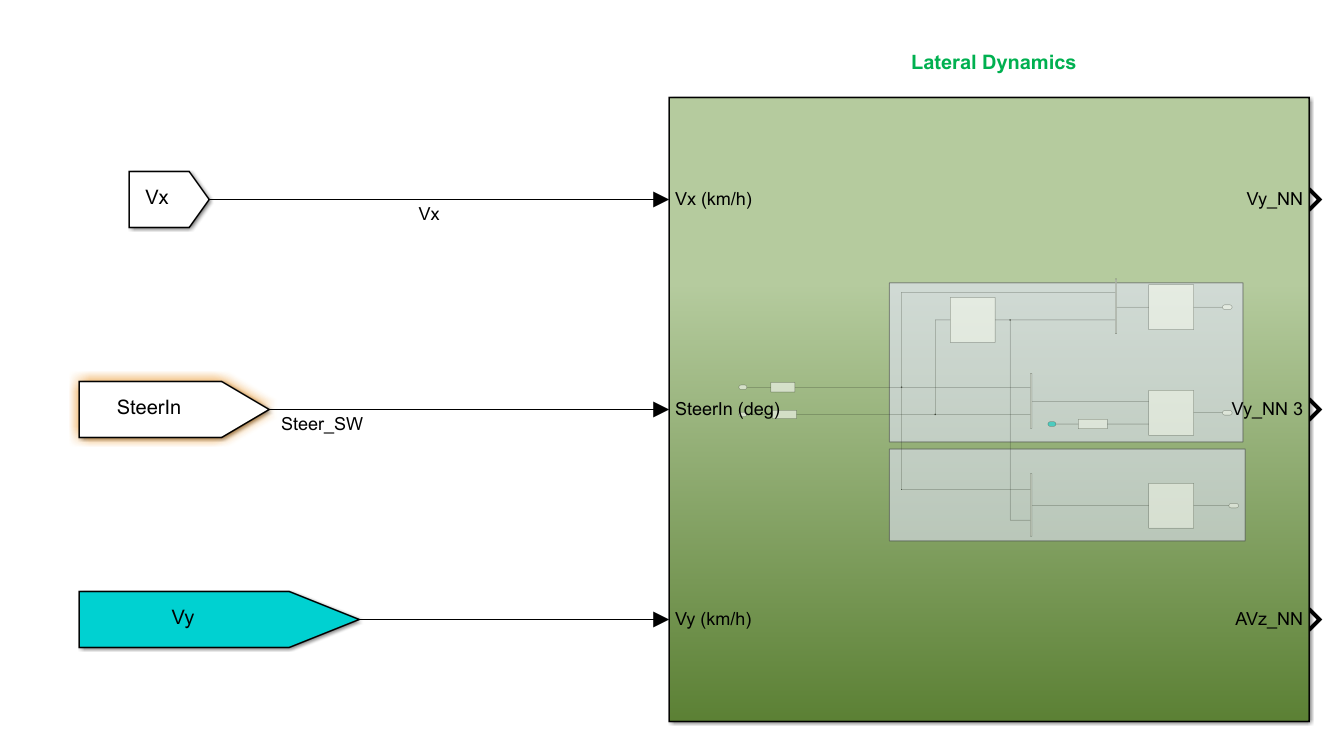 Lateral Dynamics
Vx
Vx
Vx (km/h)
Vy_NN
SteerIn
Steer_SW
SteerIn (deg)
Vy_NN 3
Vy
Vy (km/h)
AVz_NN